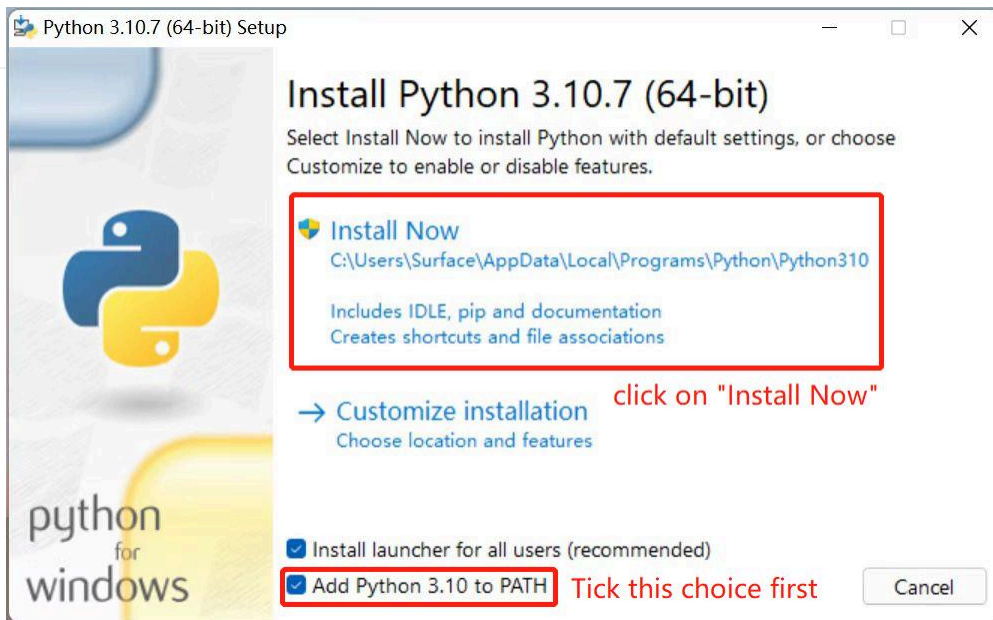 Python 3.10.7 (64-bit) Setup
Install Python 3.10.7 (64-bit)
Select Install Now to install Python with default settings, or choose
Customize to enable or disable features.
Install Now
C:\Users\Surface\AppData\Local\Programs\Python\Python310
Includes IDLE, pip and documentation
Creates shortcuts and file associations
click on "Install Now"
Customize installation
Choose location and features
python
for
windows
Install launcher for all users (recommended)
Add Python 3.10 to PATH
Tick this choice first
Cancel